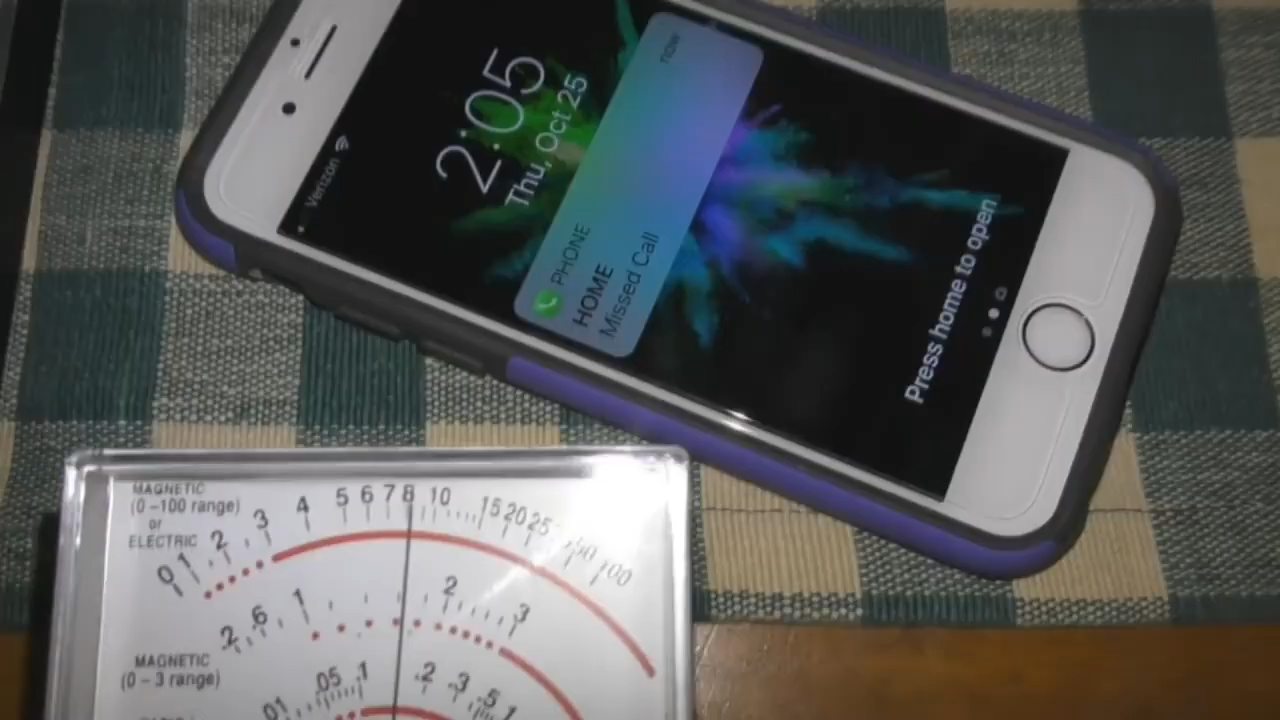 Verizon
2:05
Thu, Oct 25
PHONE
now
HOME
Missed Call
Press home to open
MAGNETIC
(0 –100 range)
or
ELECTRIC
0 1 2 3 4 5 6 7 8 10 15 20 25 50 100
.2 .6 1 2 3
MAGNETIC
(0 – 3 range)
.01 .05 .1 .2 .3 .5 1